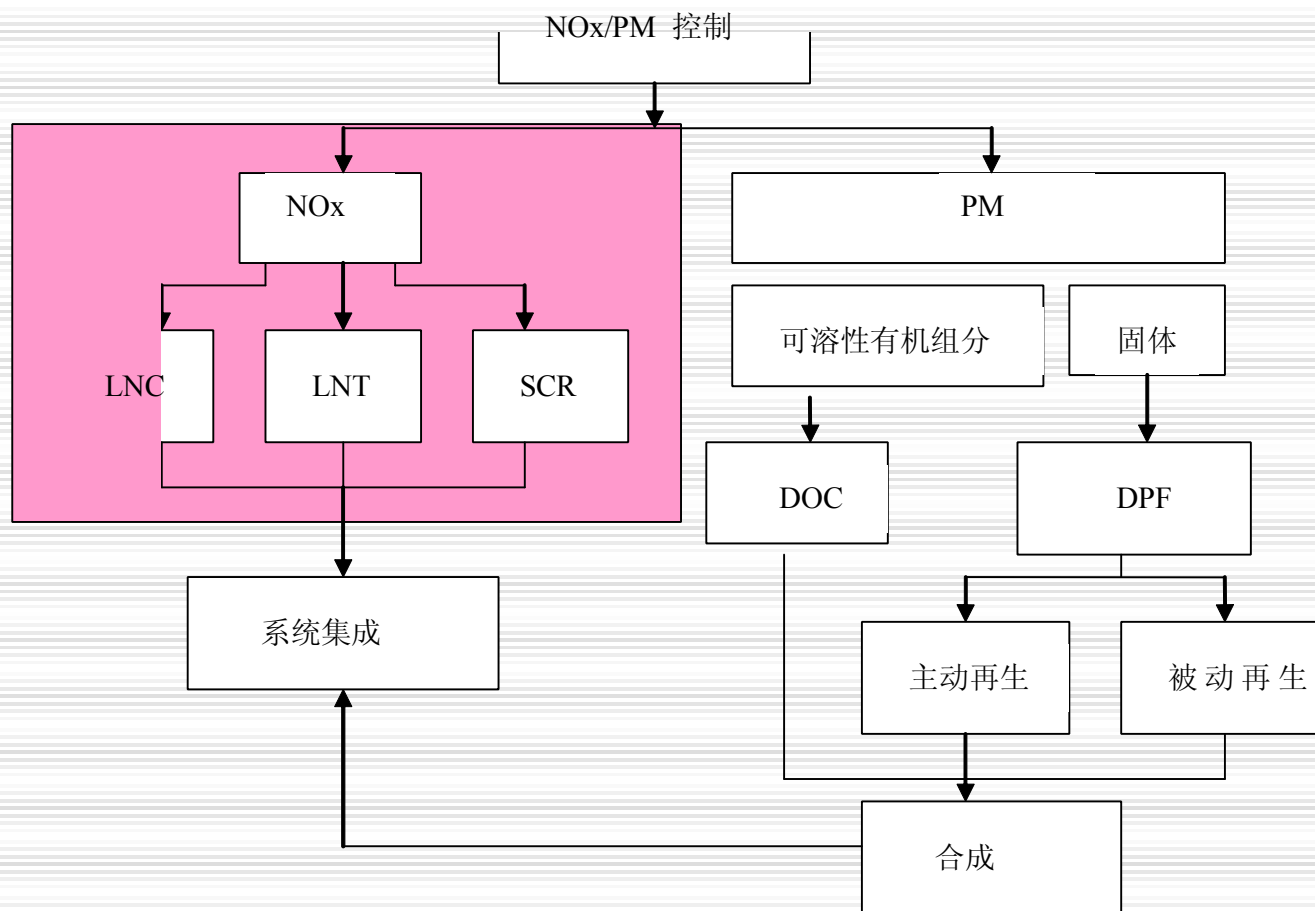 NOx/PM 控制
NOx
PM
可溶性有机组分
固体
LNC
LNT
SCR
DOC
DPF
系统集成
主动再生
被动再生
合成